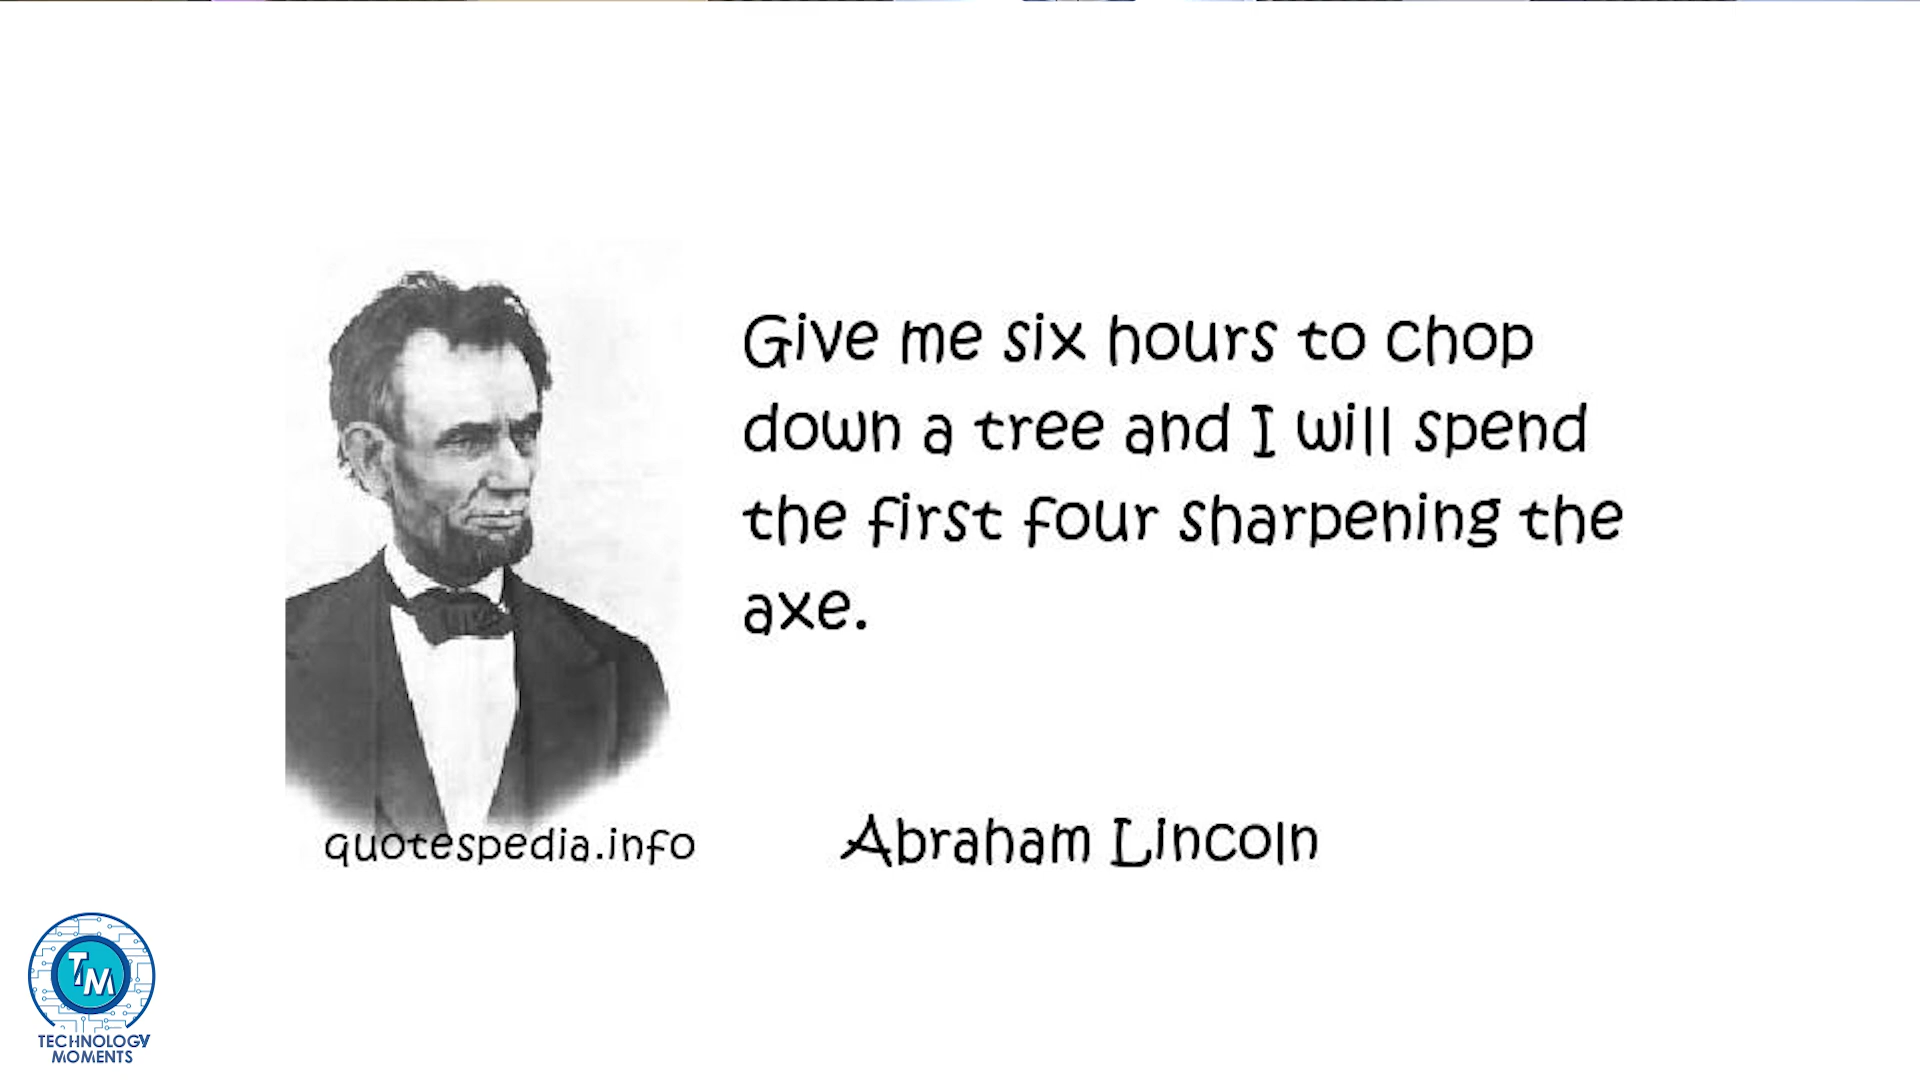 Give me six hours to chop
down a tree and I will spend
the first four sharpening the
axe.
quotespedia.info
Abraham Lincoln
TM
TECHNOLOGY
MOMENTS